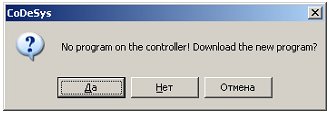 CoDeSys
No program on the controller! Download the new program?
Да Нет Отмена